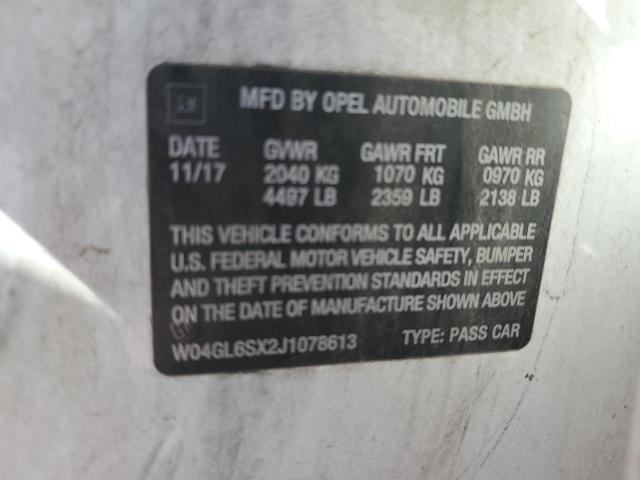 GM
MFD BY OPEL AUTOMOBILE GMBH
DATE GVWR GAWR FRT GAWR RR
11/17 2040 KG 1070 KG 0970 KG
4497 LB 2359 LB 2138 LB
THIS VEHICLE CONFORMS TO ALL APPLICABLE
U.S. FEDERAL MOTOR VEHICLE SAFETY, BUMPER
AND THEFT PREVENTION STANDARDS IN EFFECT
ON THE DATE OF MANUFACTURE SHOWN ABOVE
W04GL6SX2J1078613 TYPE: PASS CAR